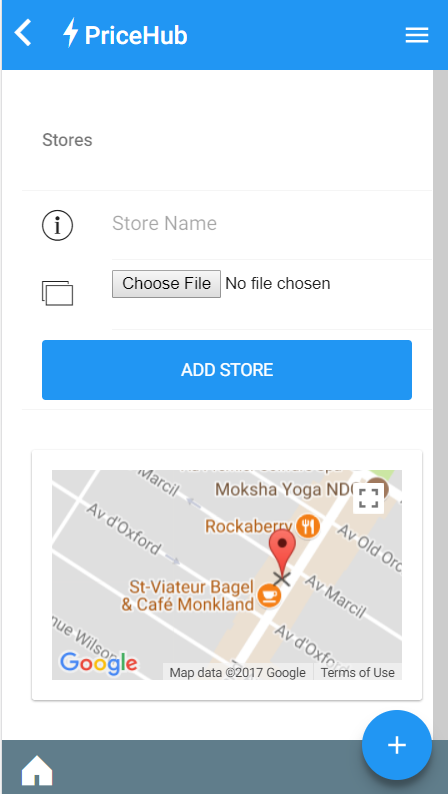 PriceHub
Stores
Store Name
Choose File No file chosen
ADD STORE
Marcil
Moksha Yoga NDG
Av d'Oxford
Rockaberry
Av Old Orc
St-Viateur Bagel
& Café Monkland
Av Marcil
nue Wilso
Av d'Oxford
Google
Map data ©2017 Google
Terms of Use